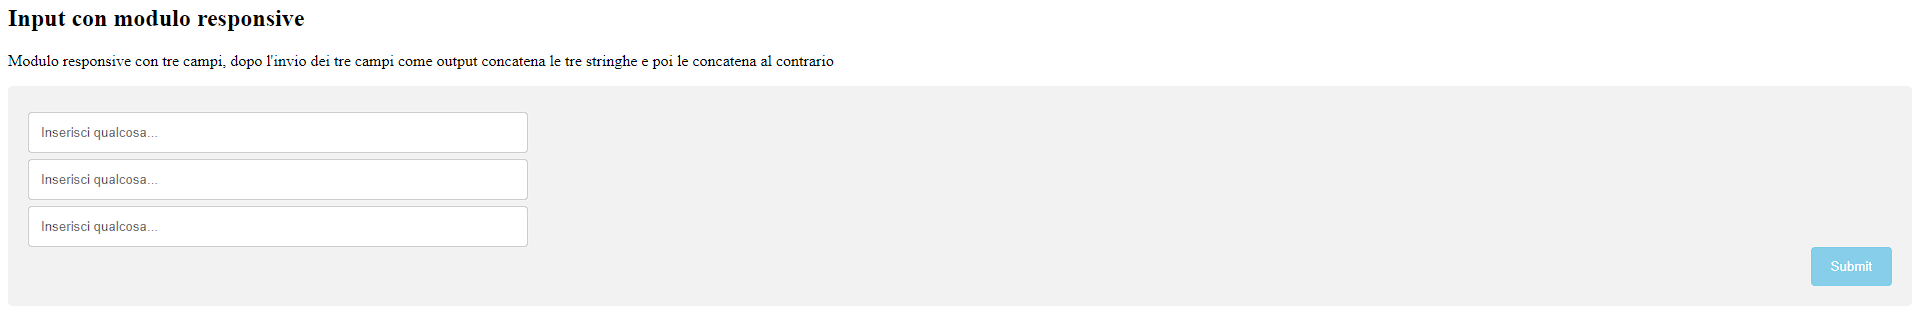 Input con modulo responsive
Modulo responsive con tre campi, dopo l'invio dei tre campi come output concatena le tre stringhe e poi le concatena al contrario
Inserisci qualcosa...
Inserisci qualcosa...
Inserisci qualcosa...
Submit